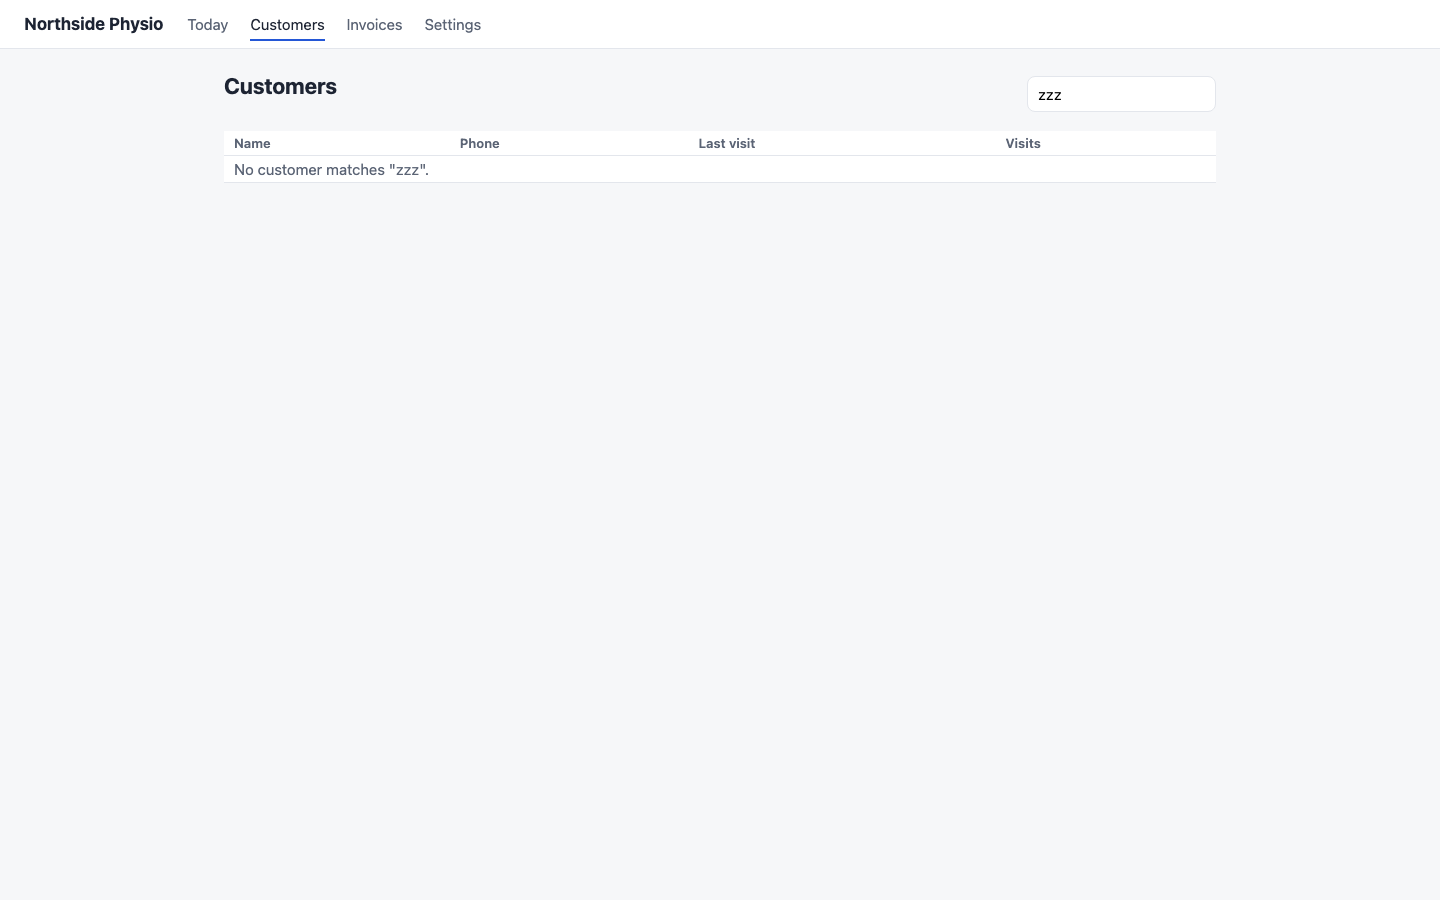 Northside Physio Today Customers Invoices Settings
Customers
zzz
Name Phone Last visit Visits
No customer matches "zzz".